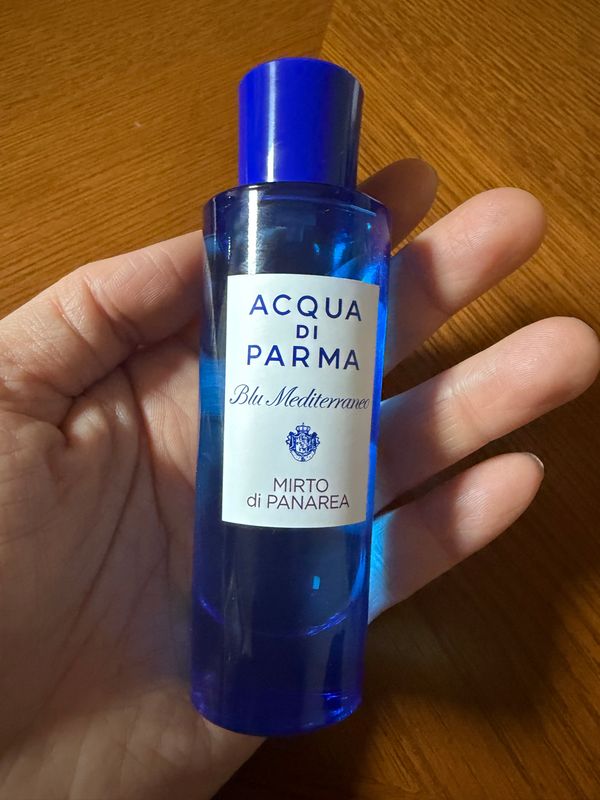 ACQUA
DI
PARMA
Blu Mediterraneo
MIRTO
di PANAREA